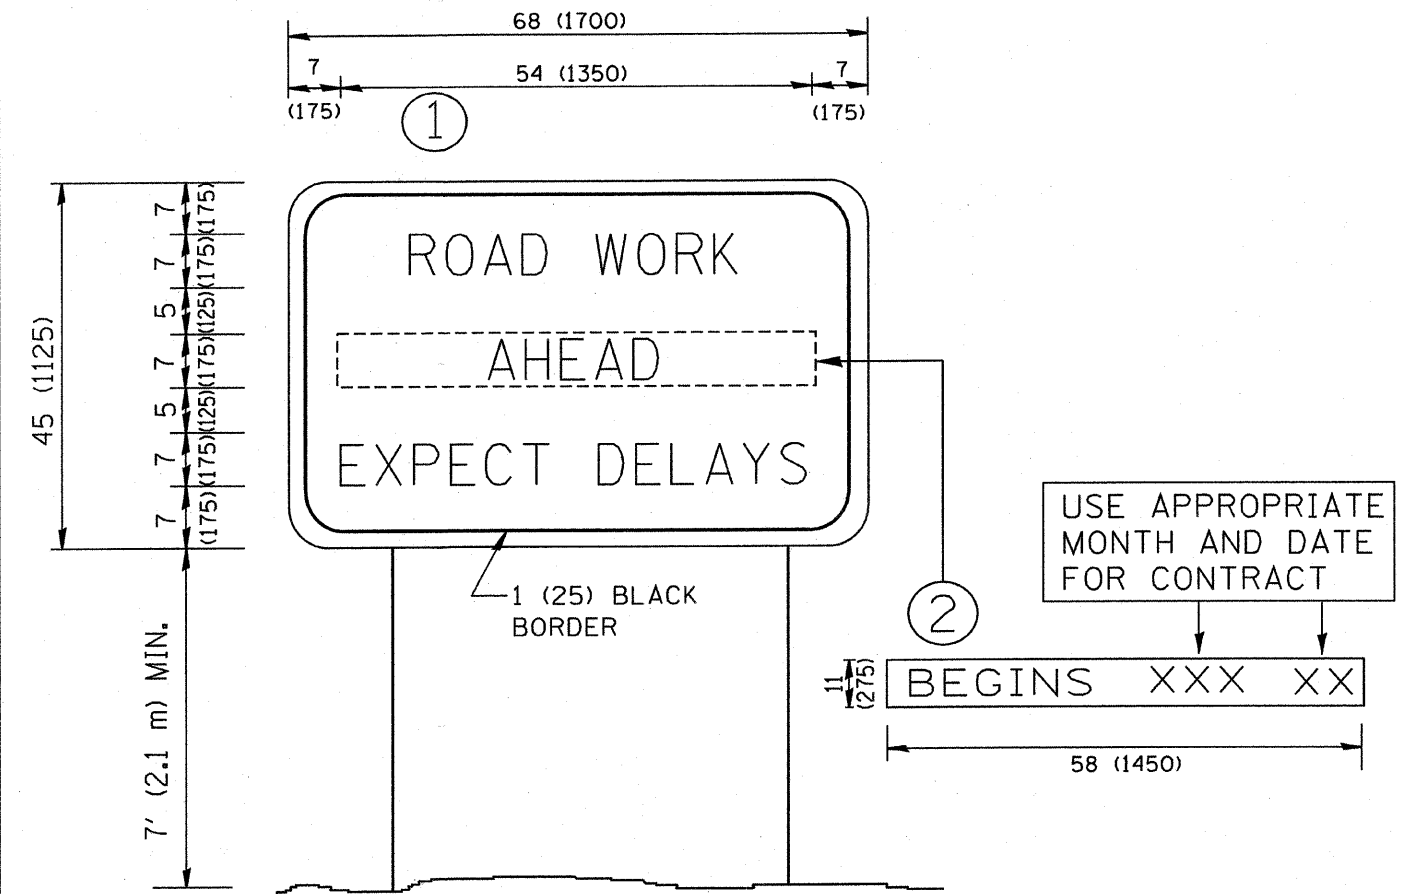 68 (1700)
7 54 (1350) 7
(175) (175)
1
45 (1125)
7 (175)
7 (175)
5 (125)
7 (175)
5 (125)
7 (175)
7 (175)
7' (2.1 m) MIN.
ROAD WORK
AHEAD
EXPECT DELAYS
1 (25) BLACK
BORDER
2
USE APPROPRIATE
MONTH AND DATE
FOR CONTRACT
11
(275)
BEGINS XXX XX
58 (1450)